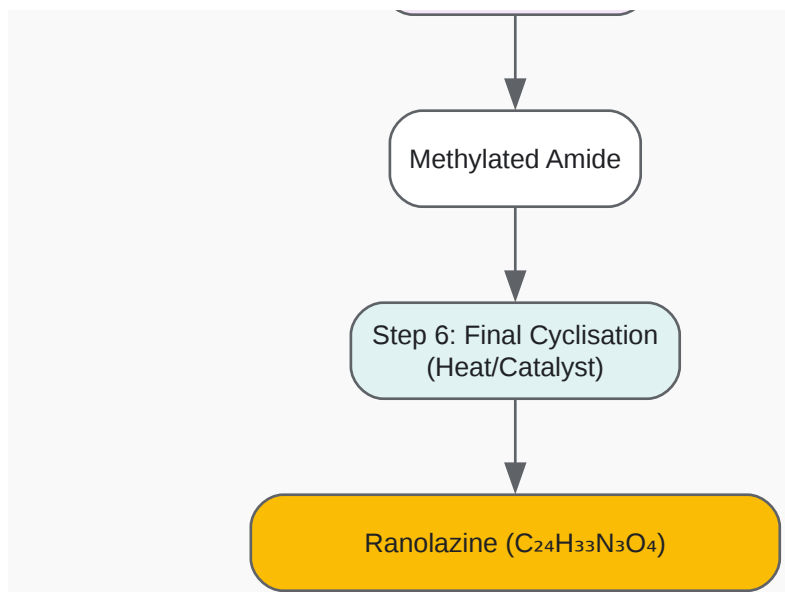 Methylated Amide
Step 6: Final Cyclisation
(Heat/Catalyst)
Ranolazine (C₂₄H₃₃N₃O₄)